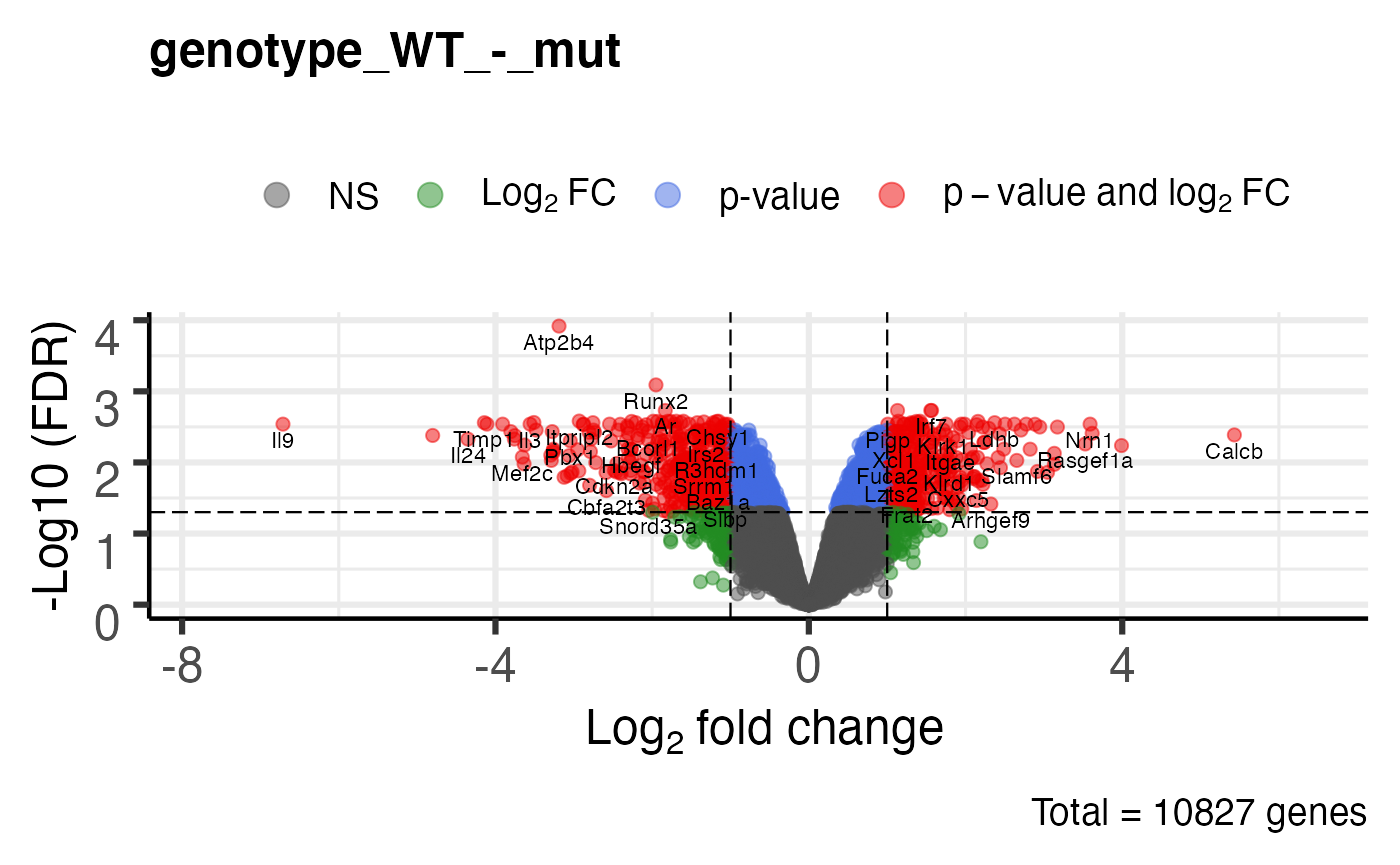 genotype_WT_-_mut
NS Log2 FC p-value p – value and log2 FC
-Log10 (FDR)
4
3
2
1
0
Atp2b4
Runx2
Il9
Timp1
Il3
Itpripl2
Ar
Chsy1
Il24
Pbx1
Bcorl1
Irs2
Mef2c
Hbegf
R3hdm1
Cdkn2a
Srrm1
Cbfa2t3
Baz1a
Snord35a
Slbp
Irf7
Pigp
Klrk1
Ldhb
Nrn1
Calcb
Xcl1
Itgae
Rasgef1a
Fuca2
Klrd1
Slamf6
Lzts2
Cxxc5
Frat2
Arhgef9
-8 -4 0 4
Log2 fold change
Total = 10827 genes